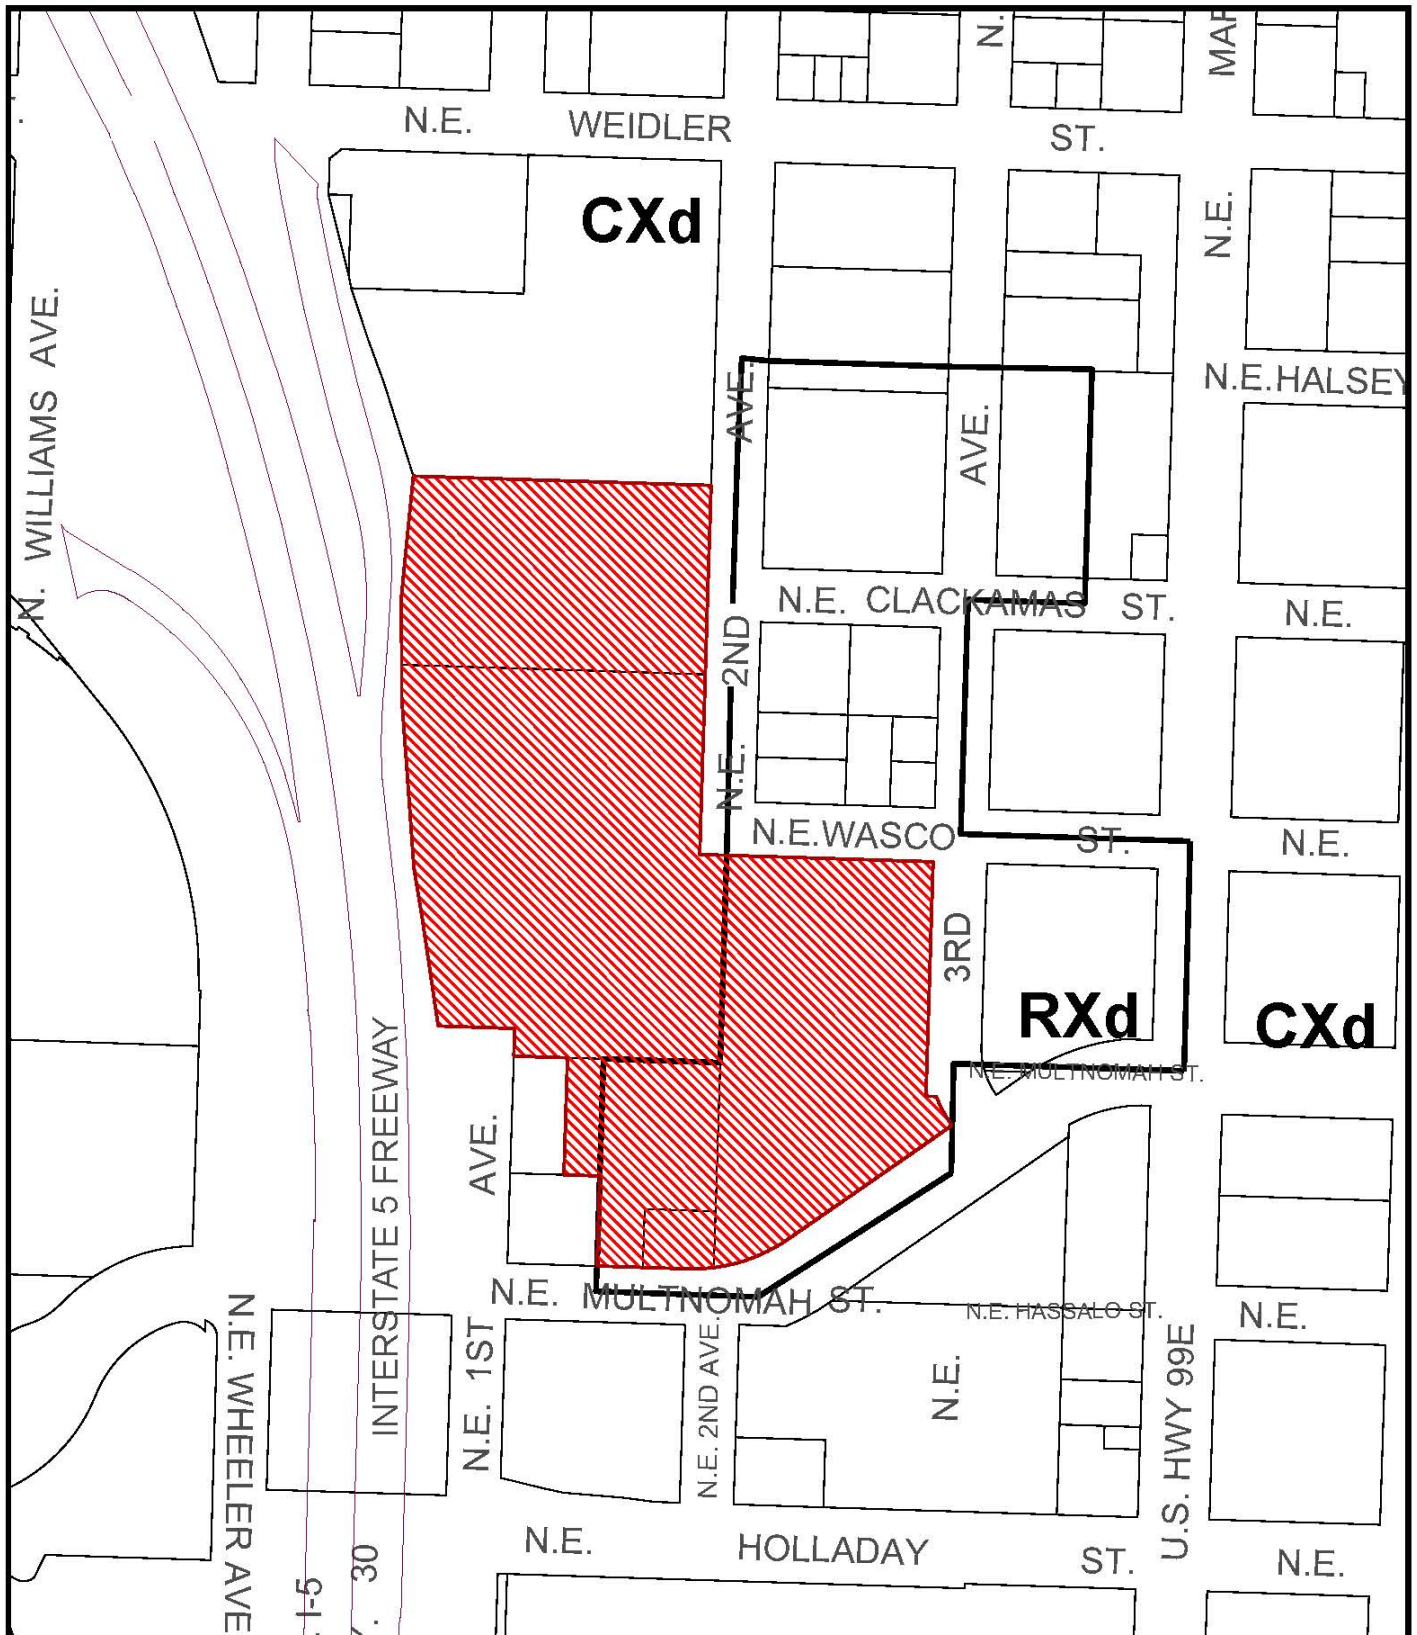 N.
N.E.
WEIDLER
ST.
CXd
N.E.
N. WILLIAMS AVE.
AVE.
N.E. HALSEY
AVE.
N.E. CLACKAMAS ST.
N.E.
N.E. 2ND
N.E. WASCO ST.
N.E.
3RD
RXd
CXd
N.E. MULTNOMAH ST.
INTERSTATE 5 FREEWAY
AVE.
N.E. MULTNOMAH ST.
N.E. HASSALO ST.
N.E.
N.E. WHEELER AVE
N.E. 1ST
N.E. 2ND AVE.
N.E.
U.S. HWY 99E
N.E.
HOLLADAY
ST.
N.E.
I-5
30